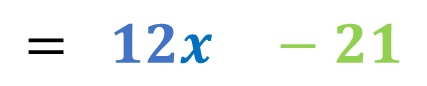 = 12x − 21